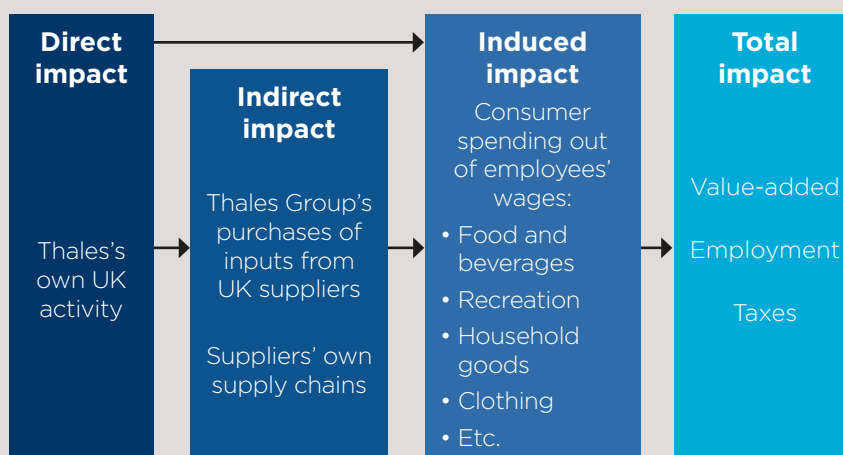 Direct
impact
Thales's
own UK
activity
Indirect
impact
Thales Group's
purchases of
inputs from
UK suppliers
Suppliers' own
supply chains
Induced
impact
Consumer
spending out
of employees'
wages:
• Food and
beverages
• Recreation
• Household
goods
• Clothing
• Etc.
Total
impact
Value-added
Employment
Taxes